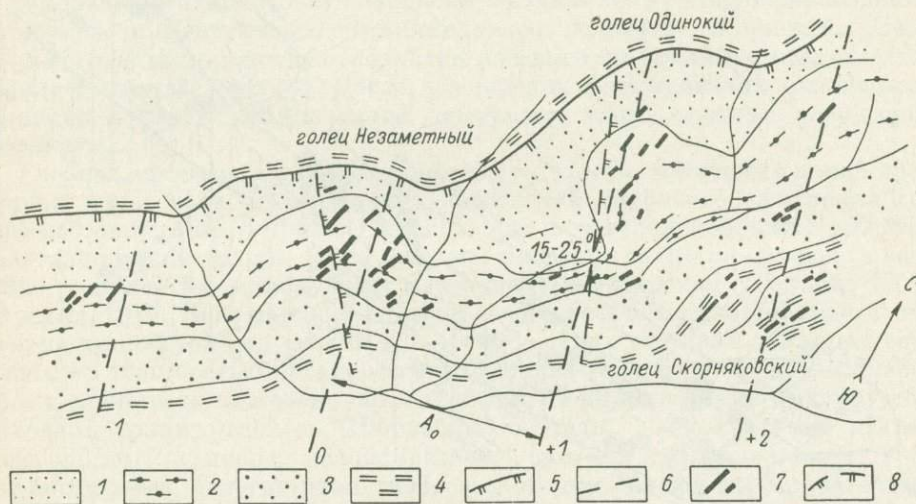 голец Одинокий
голец Незаметный
15-25°
С
Ю
голец Скорняковский
-1
0
A₀
+1
+2
1 2 3 4 5 6 7 8